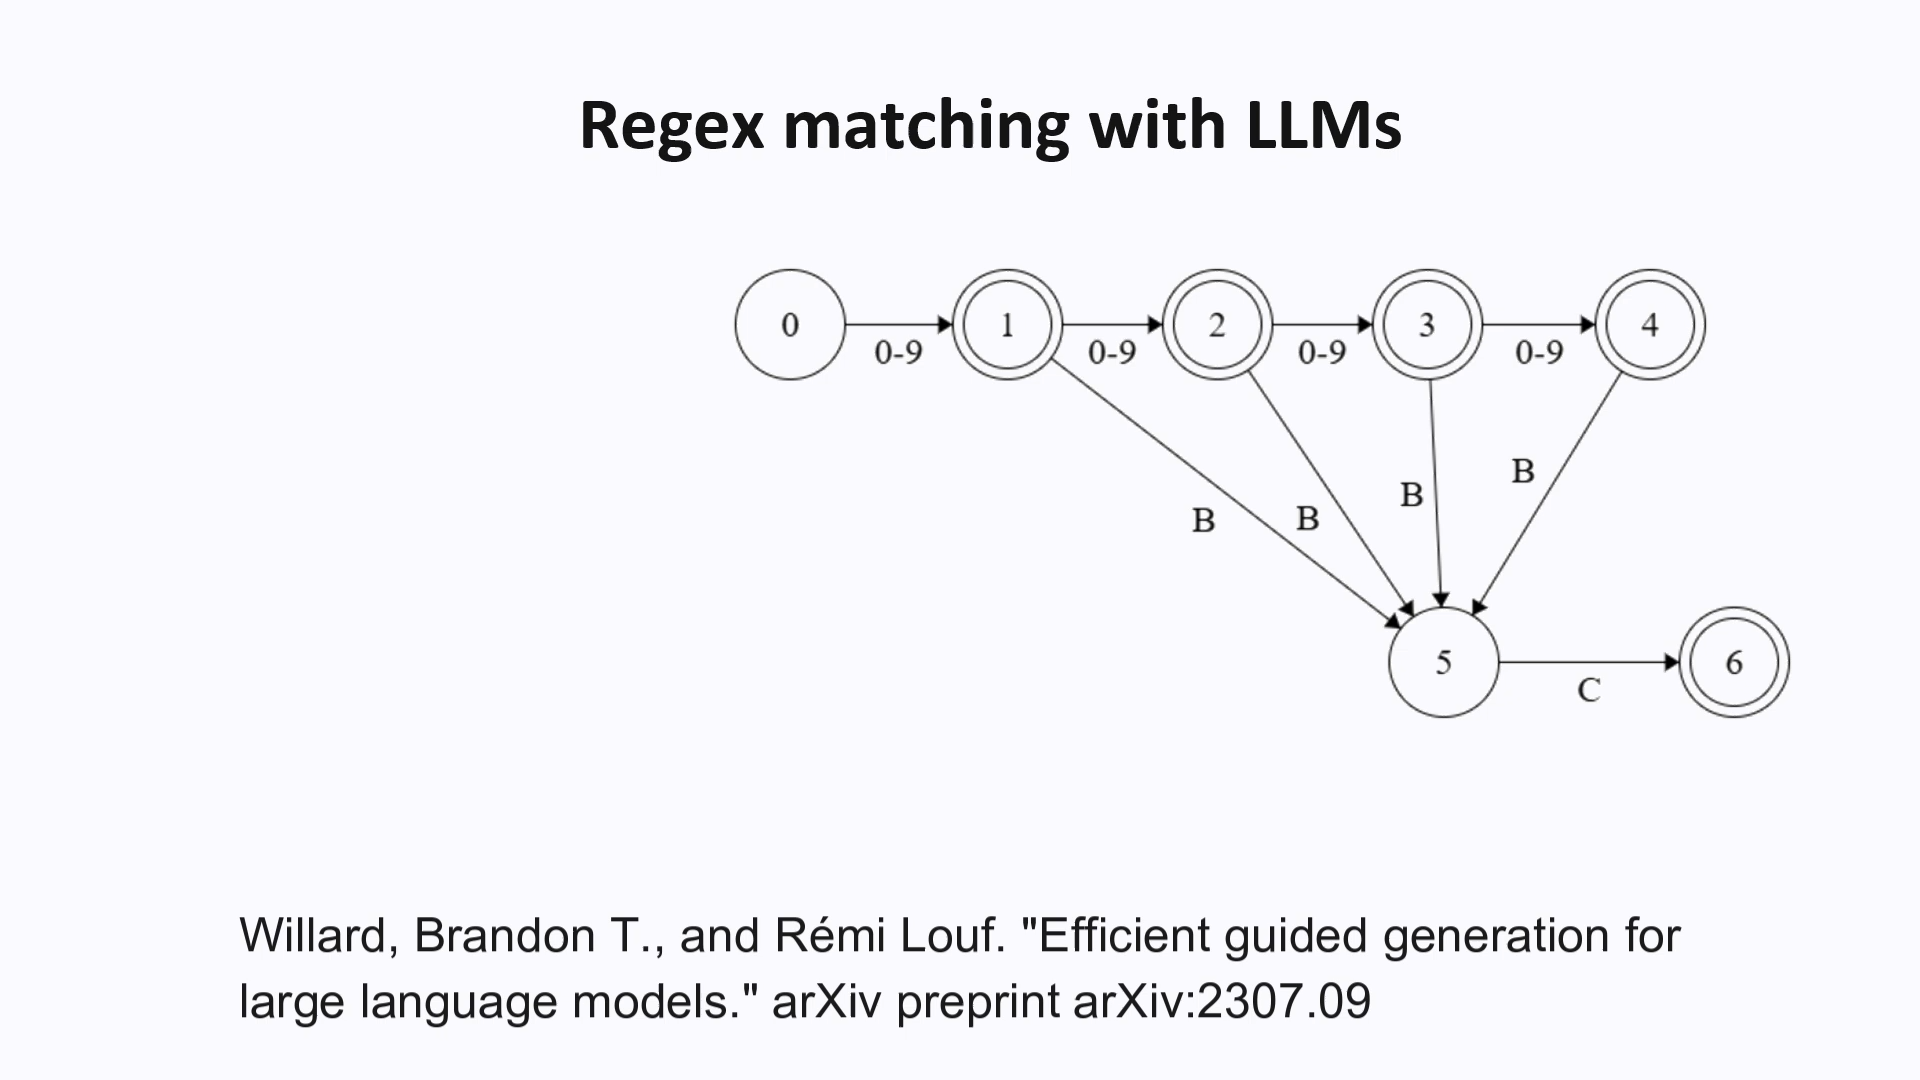 Regex matching with LLMs
0 1 2 3 4
0-9 0-9 0-9 0-9
B B B B
5 6
C
Willard, Brandon T., and Rémi Louf. "Efficient guided generation for
large language models." arXiv preprint arXiv:2307.09